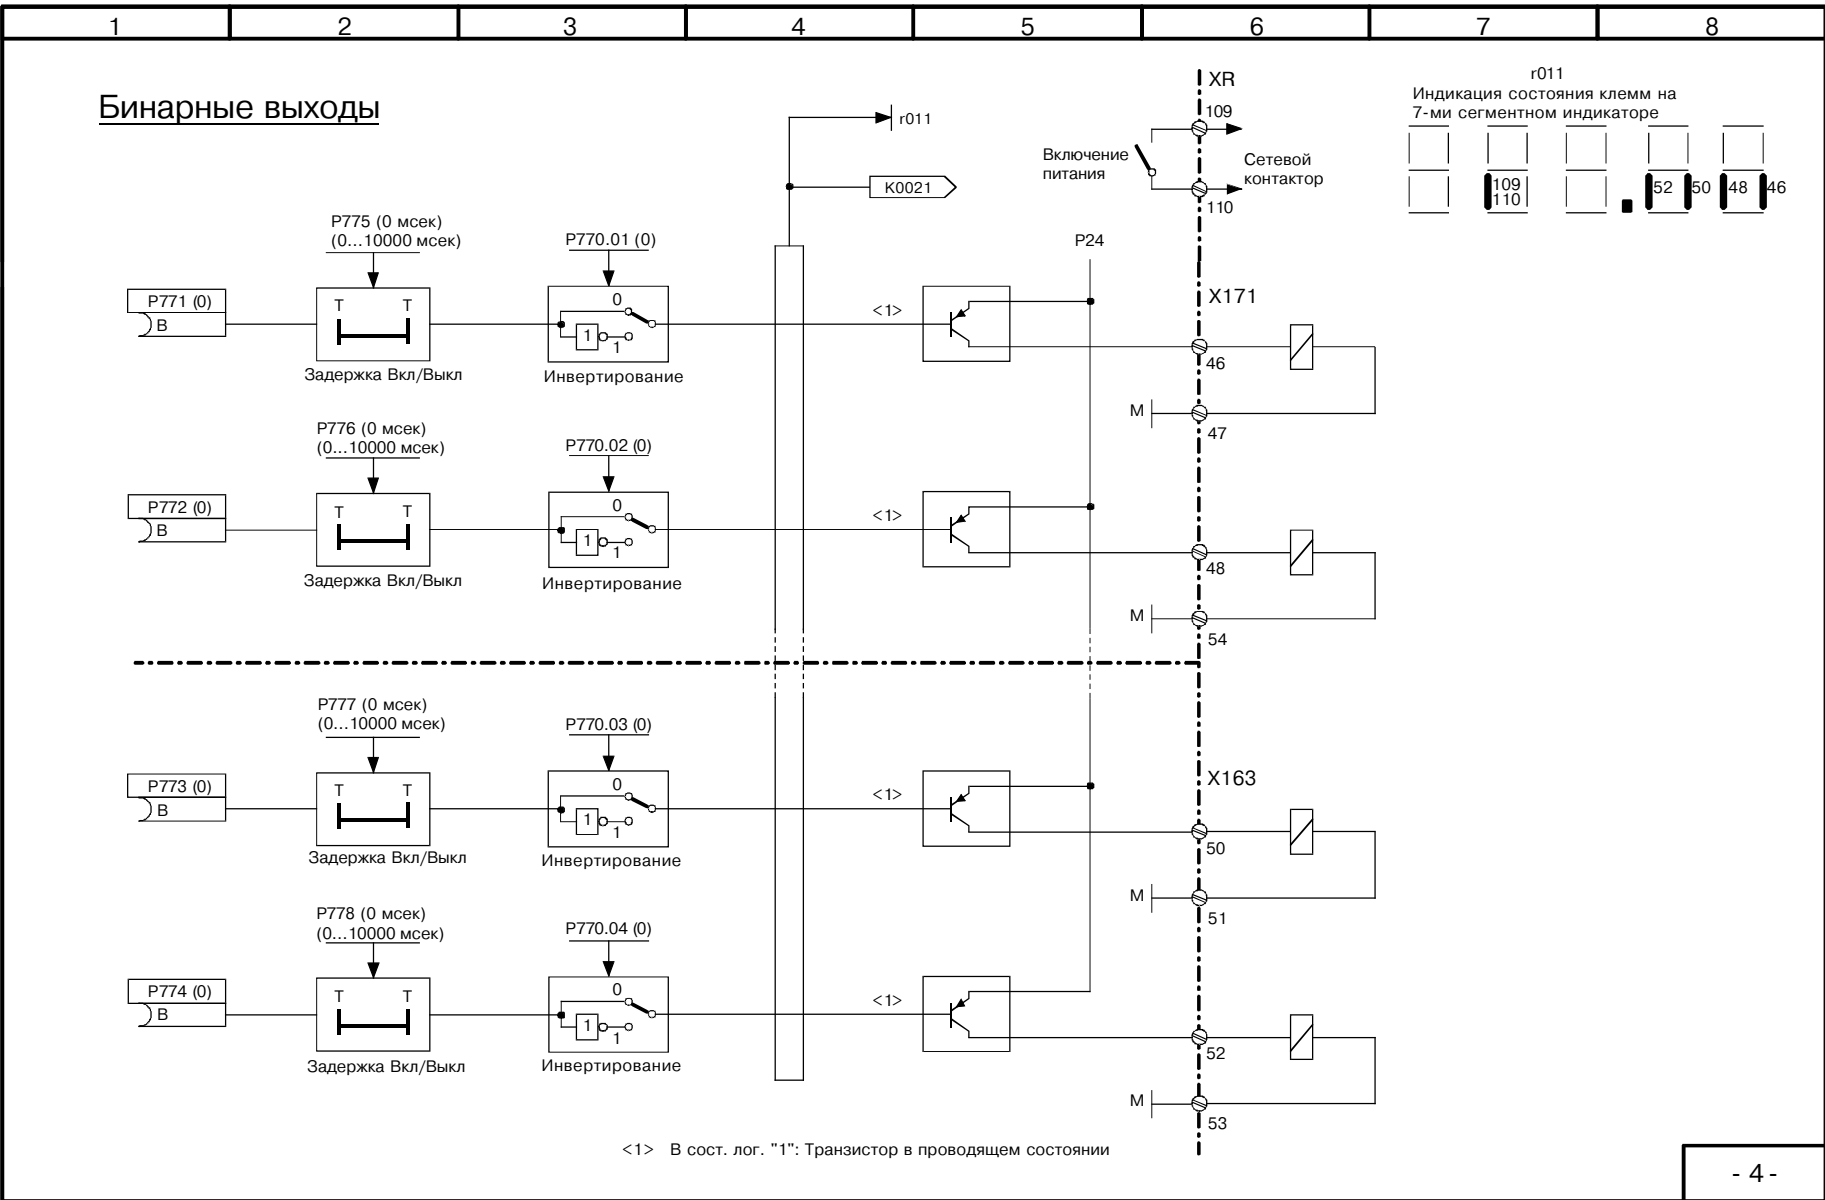 1 2 3 4 5 6 7 8
Бинарные выходы
r011
K0021
XR
109
Включение
питания
Сетевой
контактор
110
r011
Индикация состояния клемм на
7-ми сегментном индикаторе
109
110
52 50 48 46
P24
P775 (0 мсек)
(0...10000 мсек)
P770.01 (0)
P771 (0)
B
T T
0
1
1
<1>
X171
46
Задержка Вкл/Выкл
Инвертирование
M
47
P776 (0 мсек)
(0...10000 мсек)
P770.02 (0)
P772 (0)
B
T T
0
1
1
<1>
48
Задержка Вкл/Выкл
Инвертирование
M
54
P777 (0 мсек)
(0...10000 мсек)
P770.03 (0)
P773 (0)
B
T T
0
1
1
<1>
X163
50
Задержка Вкл/Выкл
Инвертирование
M
51
P778 (0 мсек)
(0...10000 мсек)
P770.04 (0)
P774 (0)
B
T T
0
1
1
<1>
52
Задержка Вкл/Выкл
Инвертирование
M
53
<1> В сост. лог. "1": Транзистор в проводящем состоянии
- 4 -